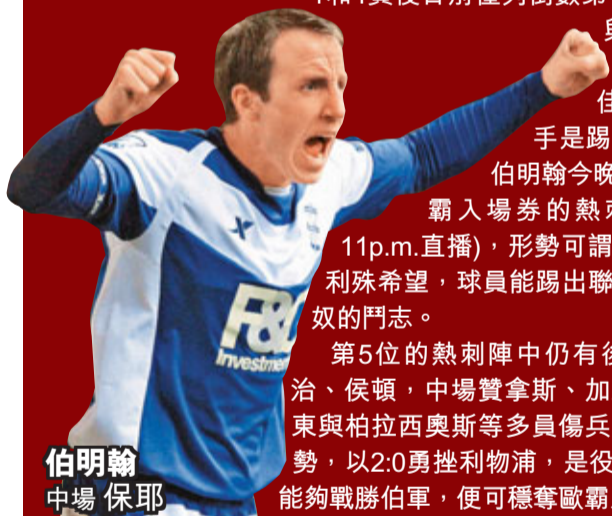 佳
手是踢
伯明翰今晚
霸入場券的熱刺
11p.m.直播)，形勢可謂
利殊希望，球員能踢出聯
奴的鬥志。
第5位的熱刺陣中仍有後
治、侯頓，中場贊拿斯、加
東與柏拉西奧斯等多員傷兵
勢，以2:0勇挫利物浦，是役
能夠戰勝伯軍，便可穩奪歐霸
F&C
Investme
伯明翰
中場 保耶